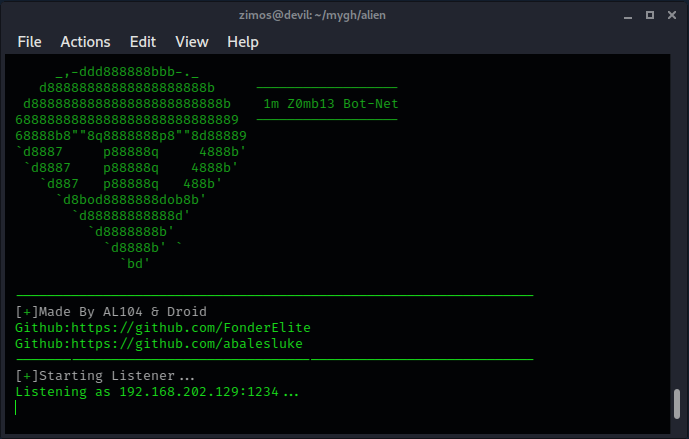 zimos@devil: ~/mygh/alien
File Actions Edit View Help
_,-ddd888888bbb-._
d88888888888888888888b
d888888888888888888888888b 1m Z0mb13 Bot-Net
6888888888888888888888888889
68888b8""8q8888888p8""8d88889
`d8887 p88888q 4888b'
`d8887 p88888q 4888b'
`d887 p88888q 488b'
`d8bod8888888dob8b'
`d88888888888d'
`d8888888b'
`d8888b' `
`bd'
[+]Made By AL104 & Droid
Github:https://github.com/FonderElite
Github:https://github.com/abalesluke
[+]Starting Listener...
Listening as 192.168.202.129:1234...